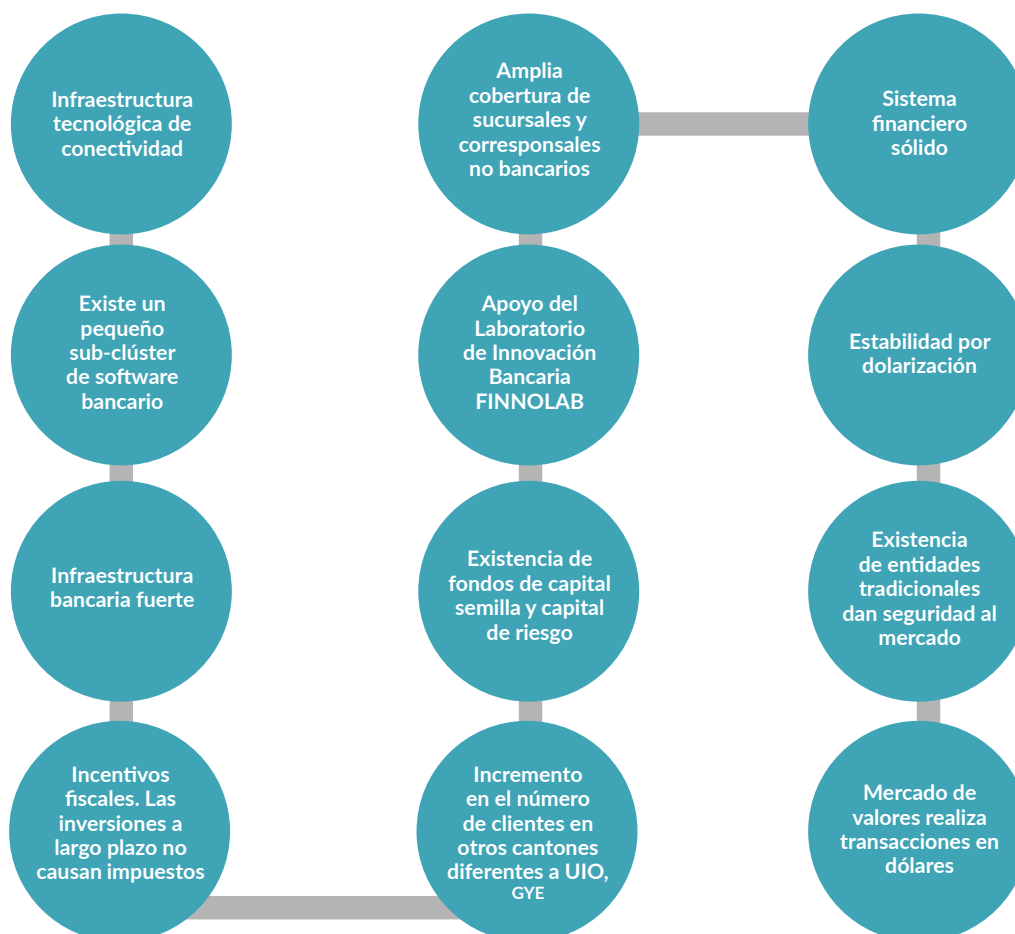 Infraestructura
tecnológica de
conectividad
Existe un
pequeño
sub-clúster
de software
bancario
Infraestructura
bancaria fuerte
Incentivos
fiscales. Las
inversiones a
largo plazo no
causan impuestos
Incremento
en el número
de clientes en
otros cantones
diferentes a UIO,
GYE
Existencia de
fondos de capital
semilla y capital
de riesgo
Apoyo del
Laboratorio
de Innovación
Bancaria
FINNOLAB
Amplia
cobertura de
sucursales y
corresponsales
no bancarios
Sistema
financiero
sólido
Estabilidad por
dolarización
Existencia
de entidades
tradicionales
dan seguridad al
mercado
Mercado de
valores realiza
transacciones en
dólares